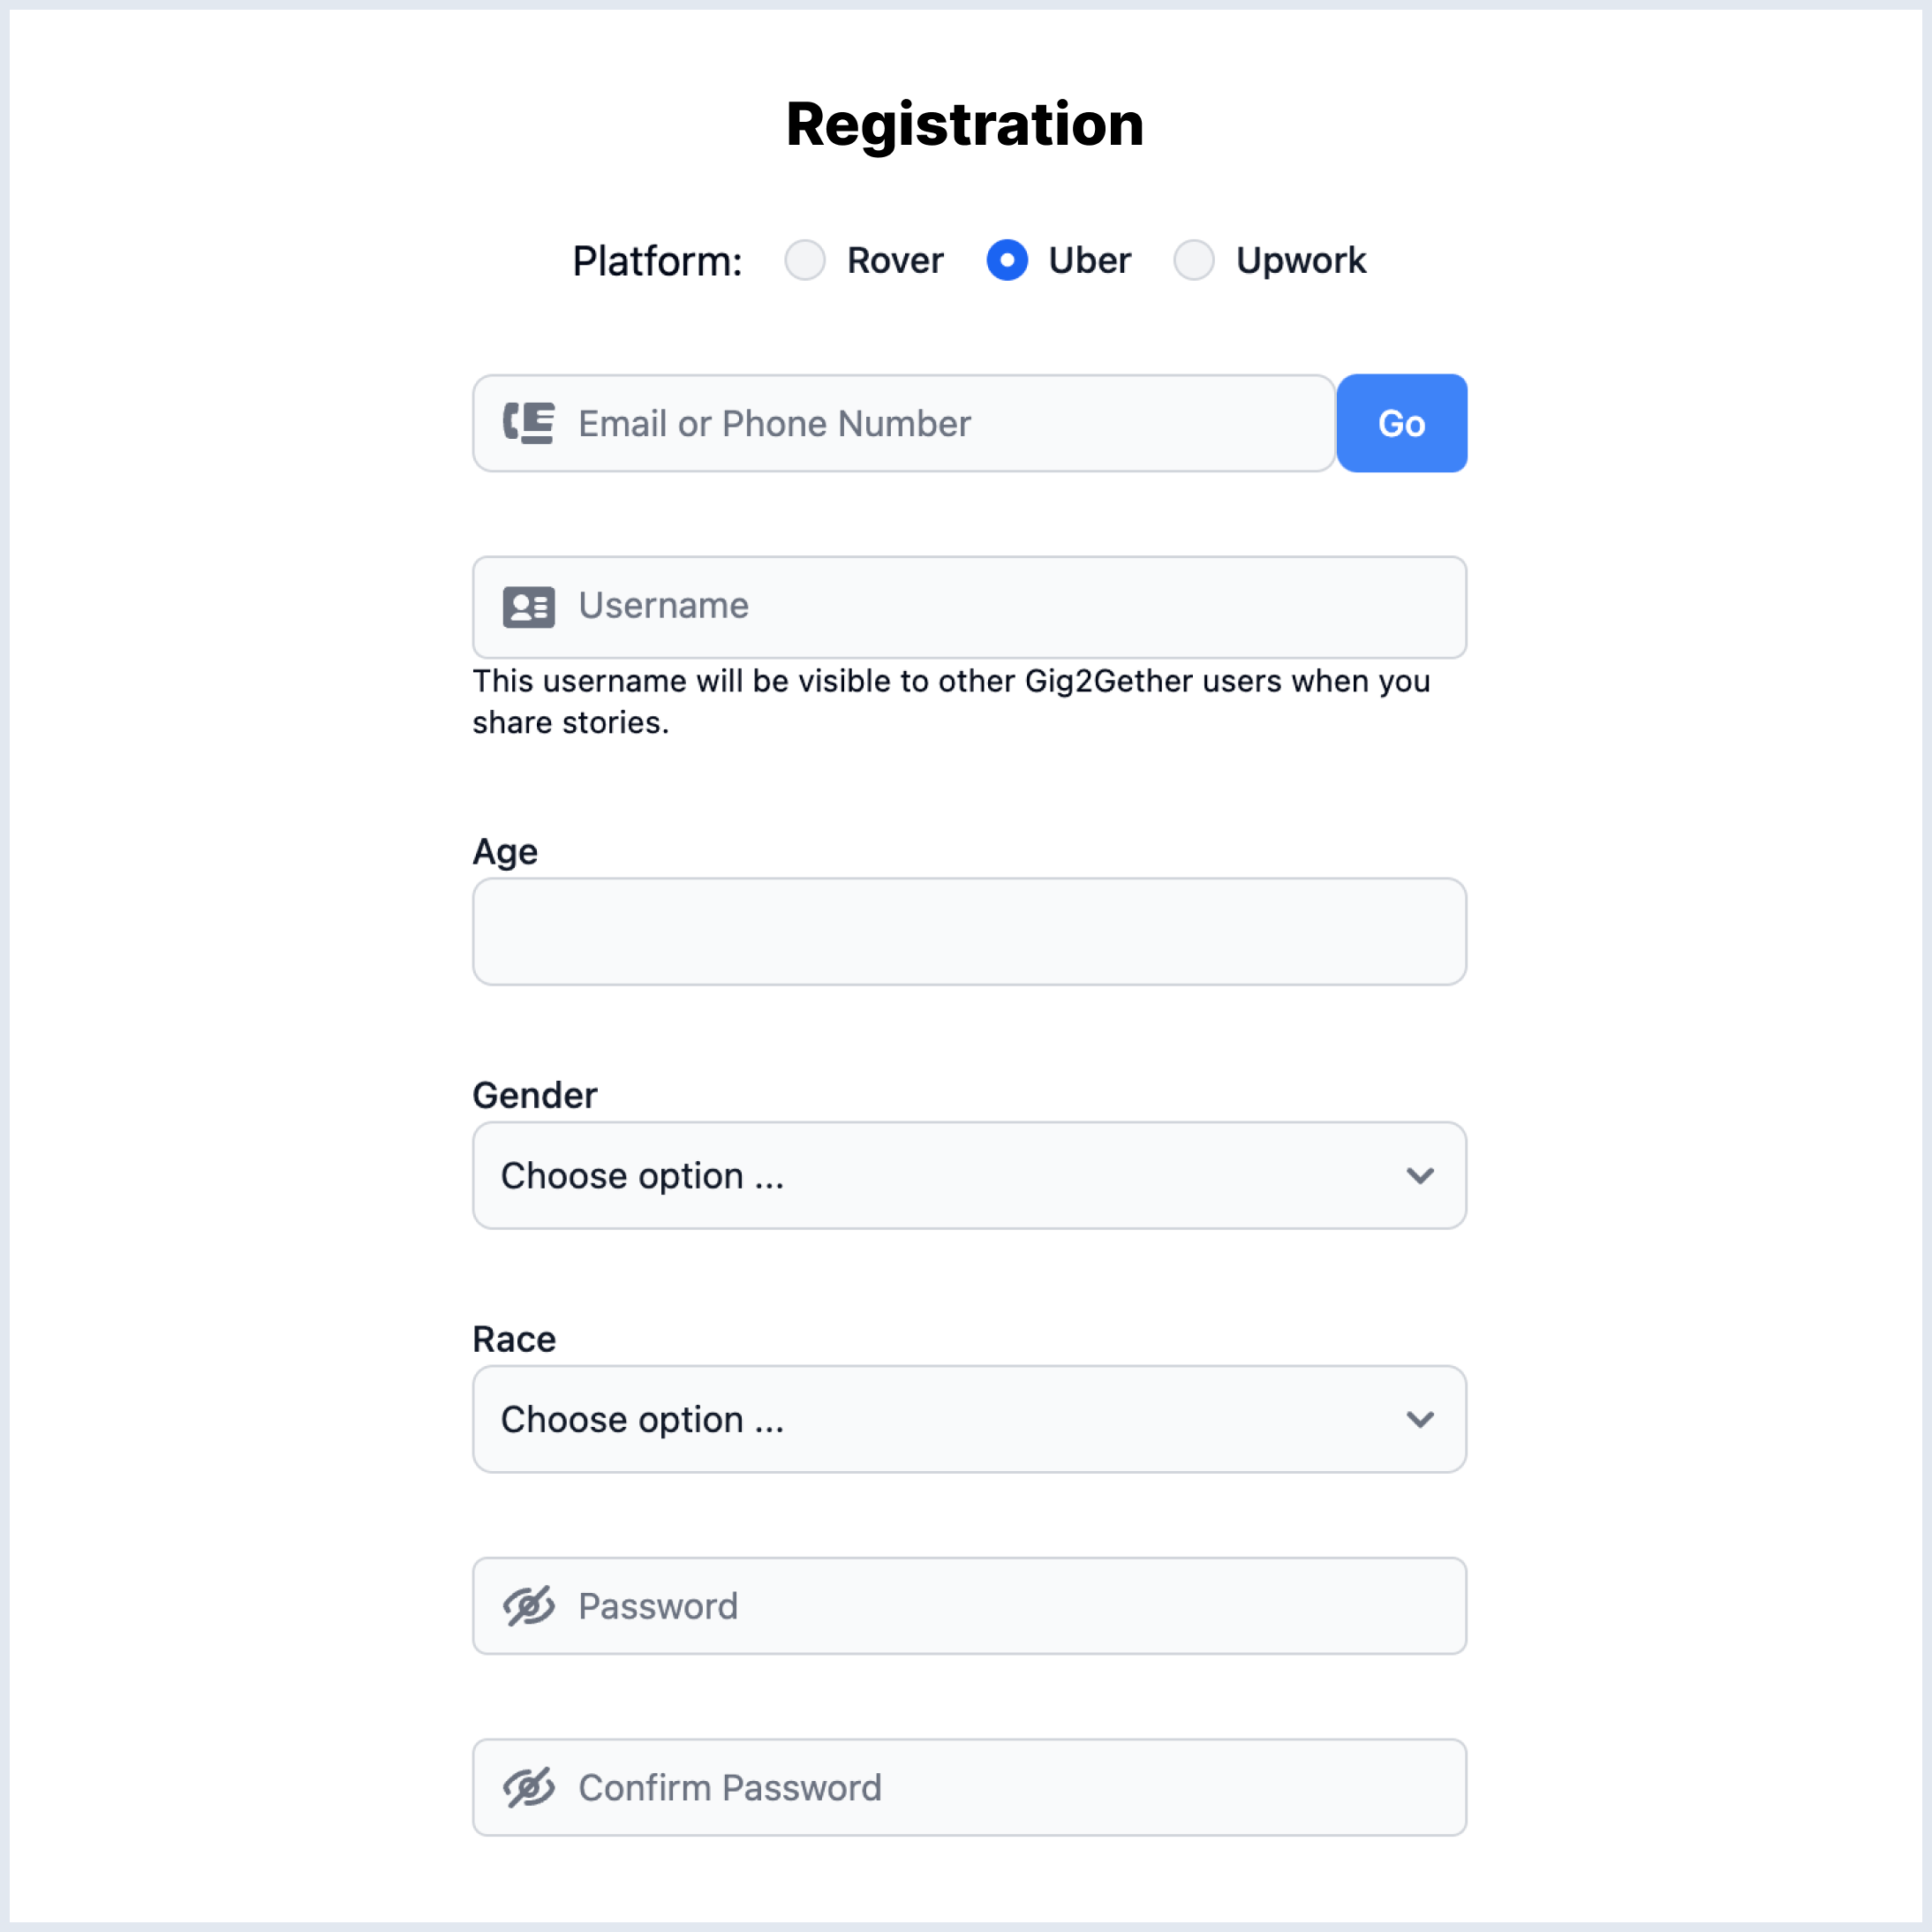 Registration
Platform: Rover Uber Upwork
Email or Phone Number Go
Username
This username will be visible to other Gig2Gether users when you
share stories.
Age
Gender
Choose option ...
Race
Choose option ...
Password
Confirm Password